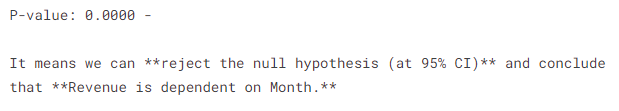 P-value: 0.0000 -
It means we can **reject the null hypothesis (at 95% CI)** and conclude
that **Revenue is dependent on Month.**